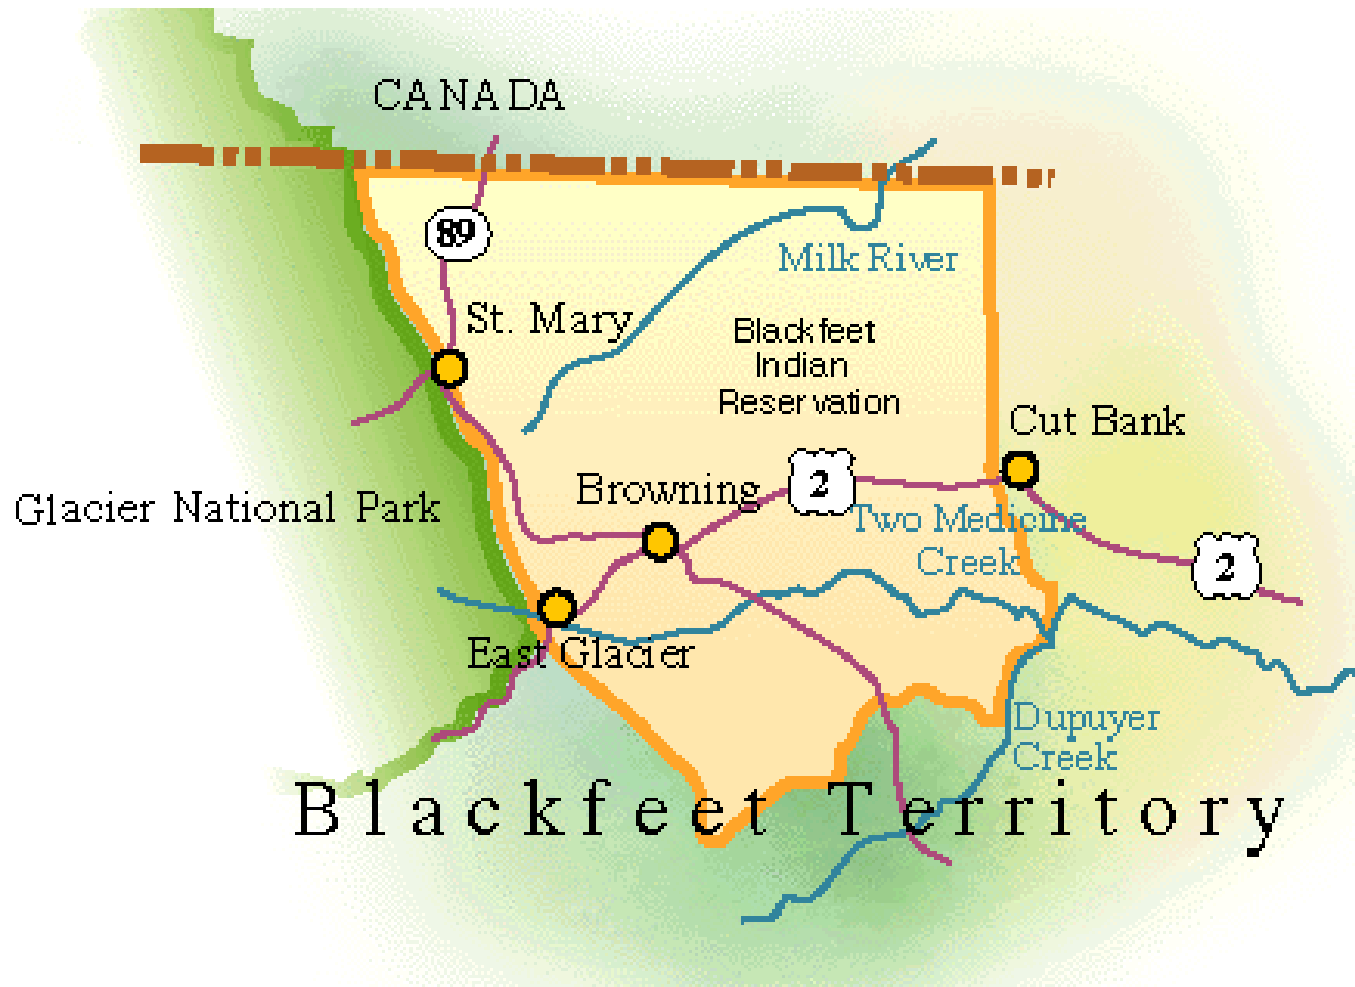 CANADA
89
Milk River
St. Mary
Blackfeet
Indian
Reservation
Cut Bank
Browning
2
Glacier National Park
Two Medicine
Creek
2
East Glacier
Dupuyer
Creek
Blackfeet Territory